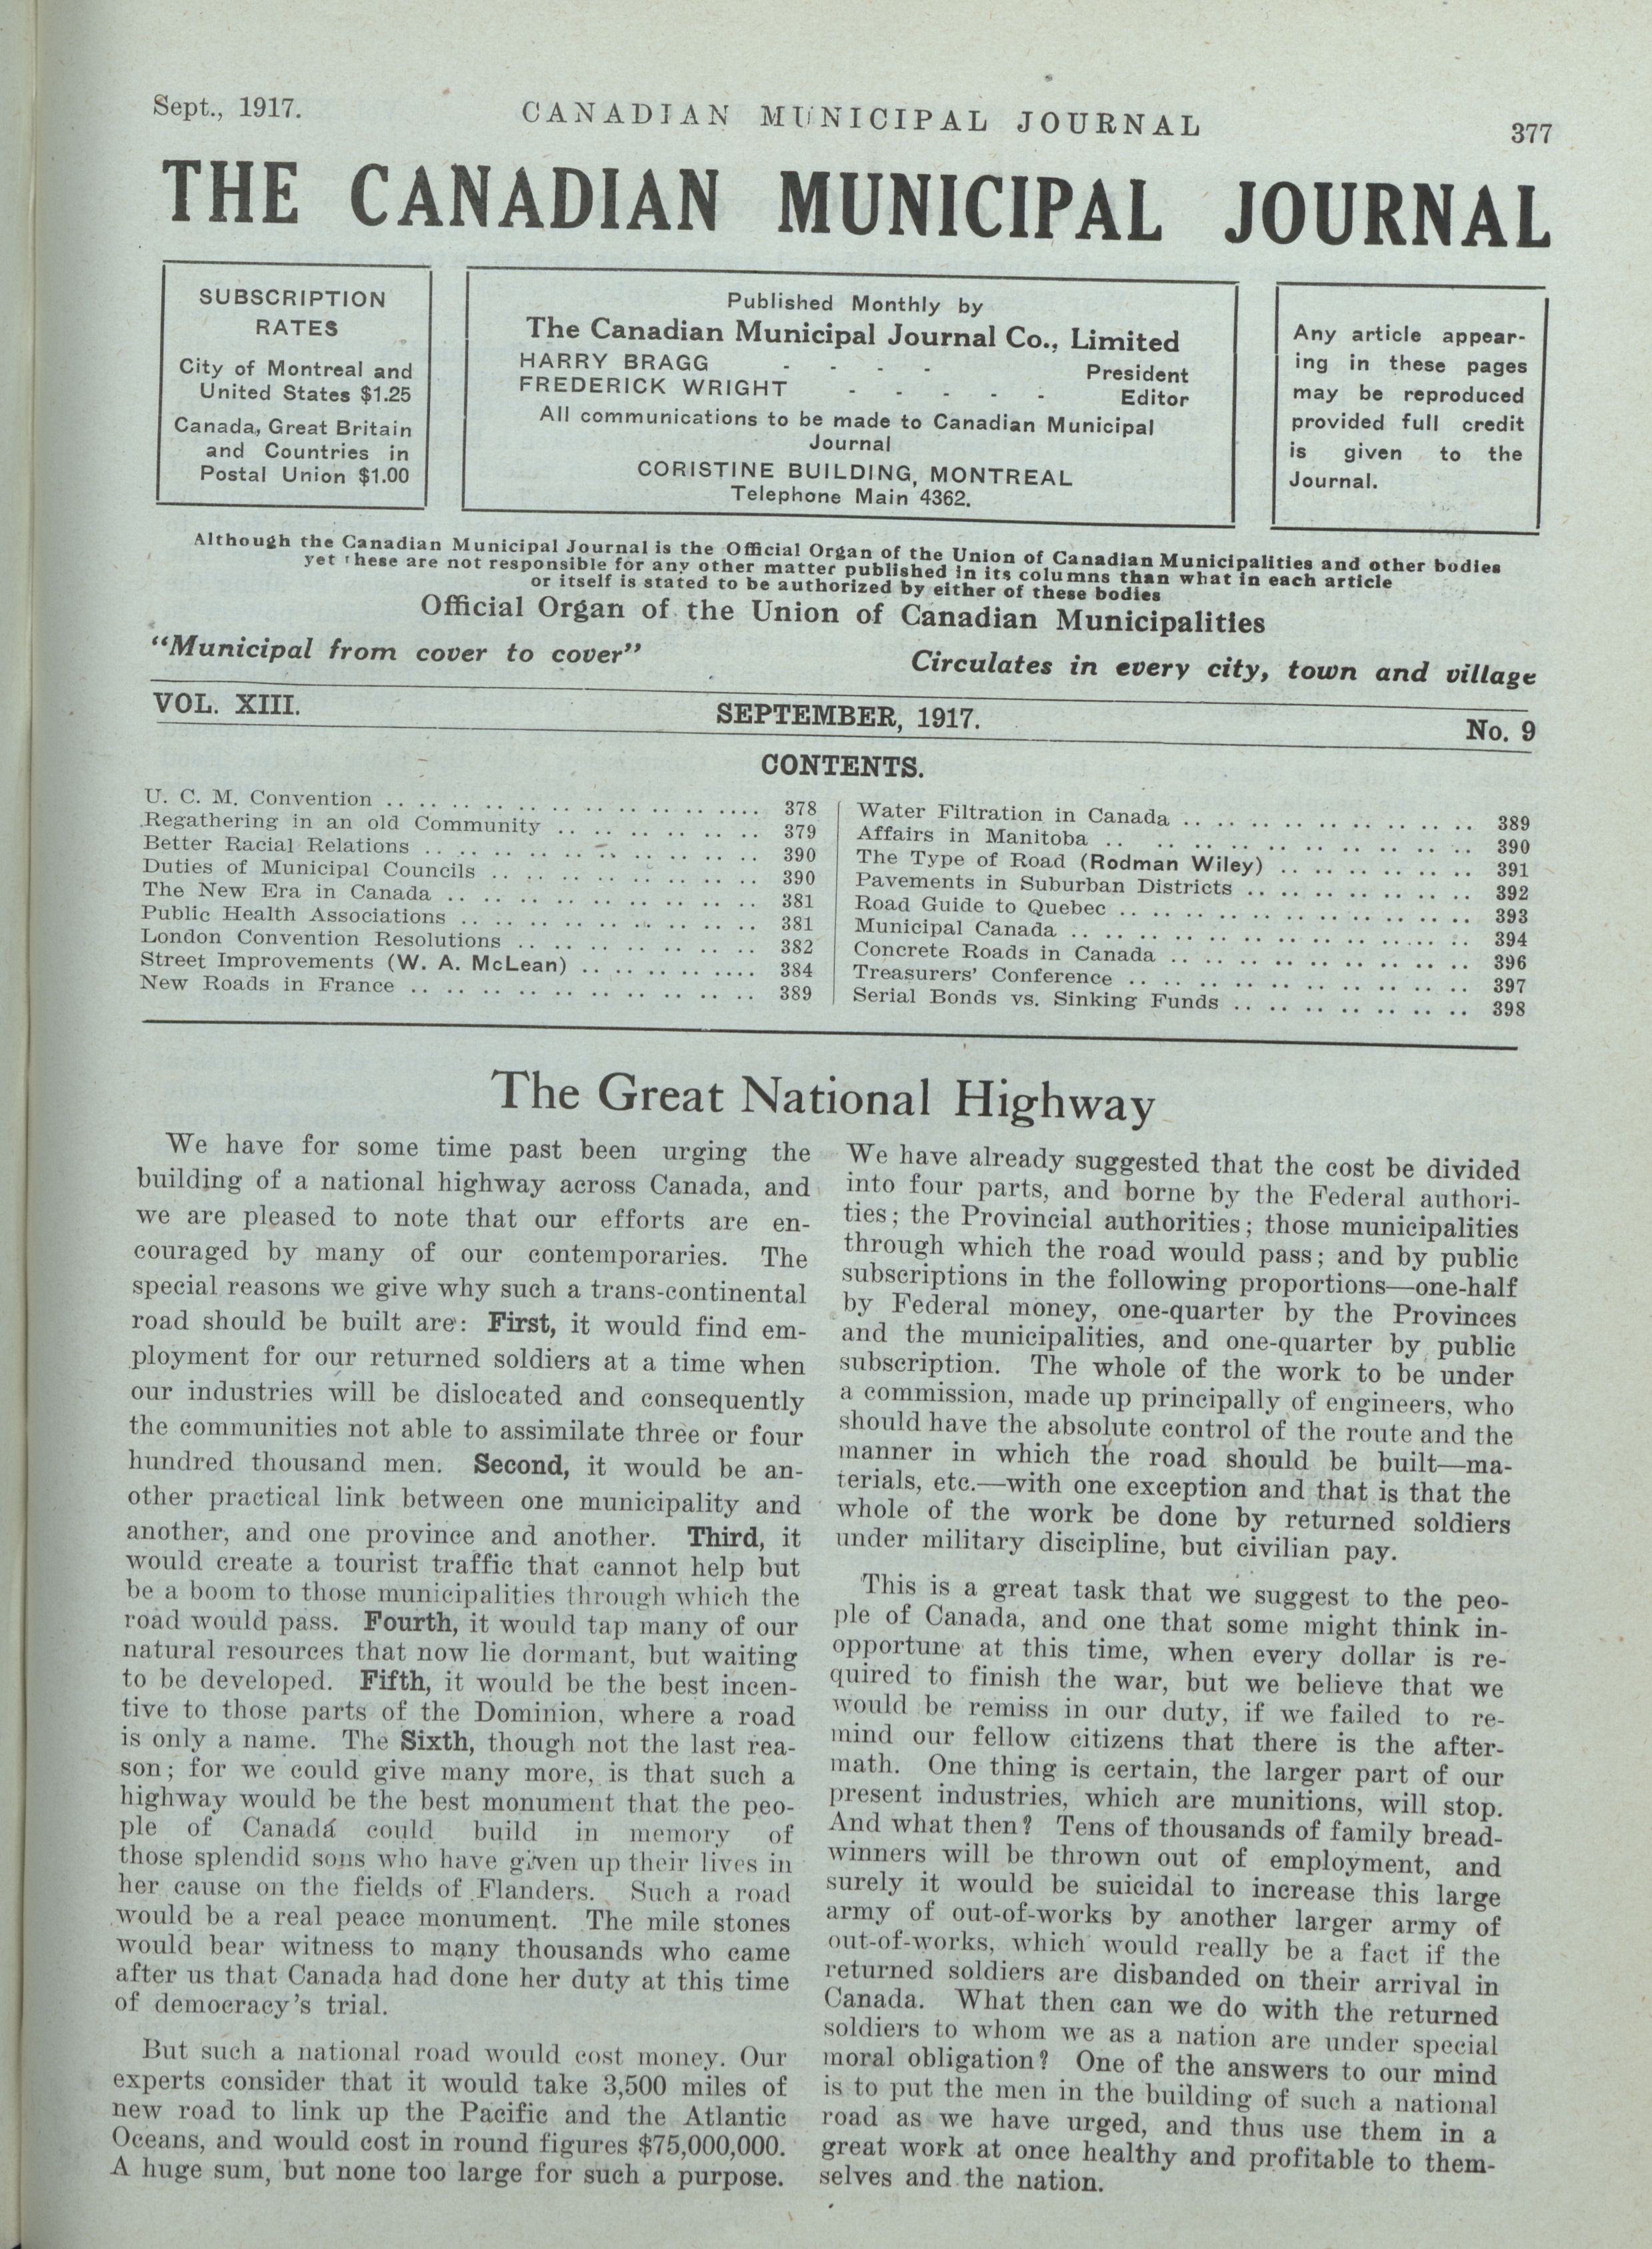 Sept., 1917.
CANADIAN MUNICIPAL JOURNAL
377
THE CANADIAN MUNICIPAL JOURNAL
SUBSCRIPTION
RATES
City of Montreal and
United States $1.25
Canada, Great Britain
and Countries in
Postal Union $1.00
Published Monthly by
The Canadian Municipal Journal Co., Limited
HARRY BRAGG - - - - President
FREDERICK WRIGHT - - - - - Editor
All communications to be made to Canadian Municipal
Journal
CORISTINE BUILDING, MONTREAL
Telephone Main 4362.
Any article appear-
ing in these pages
may be reproduced
provided full credit
is given to the
Journal.
Although the Canadian Municipal Journal is the Official Organ of the Union of Canadian Municipalities and other bodies
yet these are not responsible for any other matter published in its columns than what in each article
or itself is stated to be authorized by either of these bodies
Official Organ of the Union of Canadian Municipalities
"Municipal from cover to cover"
Circulates in every city, town and village
VOL. XIII.
SEPTEMBER, 1917.
No. 9
CONTENTS.
U. C. M. Convention .. .. .. .. .. .. .. .. .. .. .... 378
Regathering in an old Community .. .. .. .. .. .. 379
Better Racial Relations .. .. .. .. .. .. .. .. .. .. 390
Duties of Municipal Councils .. .. .. .. .. .. .. .. 390
The New Era in Canada .. .. .. .. .. .. .. .. .. 381
Public Health Associations .. .. .. .. .. .. .. .. .. 381
London Convention Resolutions .. .. .. .. .. .. .. 382
Street Improvements (W. A. McLean) .. .. .. .. .... 384
New Roads in France .. .. .. .. .. .. .. .. .. .. 389
Water Filtration in Canada .. .. .. .. .. .. .. .. .. 389
Affairs in Manitoba .. .. .. .. .. .. .. .. .. .. .. 390
The Type of Road (Rodman Wiley) .. .. .. .. .. .. 391
Pavements in Suburban Districts .. .. .. .. .. .. .. 392
Road Guide to Quebec .. .. .. .. .. .. .. .. .. .. 393
Municipal Canada .. .. .. .. .. .. .. .. .. .. .. .. 394
Concrete Roads in Canada .. .. .. .. .. .. .. .. .. 396
Treasurers' Conference .. .. .. .. .. .. .. .. .. .. 397
Serial Bonds vs. Sinking Funds .. .. .. .. .. .. .. 398
The Great National Highway
We have for some time past been urging the
building of a national highway across Canada, and
we are pleased to note that our efforts are en-
couraged by many of our contemporaries. The
special reasons we give why such a trans-continental
road should be built are: First, it would find em-
ployment for our returned soldiers at a time when
our industries will be dislocated and consequently
the communities not able to assimilate three or four
hundred thousand men. Second, it would be an-
other practical link between one municipality and
another, and one province and another. Third, it
would create a tourist traffic that cannot help but
be a boom to those municipalities through which the
road would pass. Fourth, it would tap many of our
natural resources that now lie dormant, but waiting
to be developed. Fifth, it would be the best incen-
tive to those parts of the Dominion, where a road
is only a name. The Sixth, though not the last rea-
son; for we could give many more, is that such a
highway would be the best monument that the peo-
ple of Canada could build in memory of
those splendid sons who have given up their lives in
her cause on the fields of Flanders. Such a road
would be a real peace monument. The mile stones
would bear witness to many thousands who came
after us that Canada had done her duty at this time
of democracy's trial.
But such a national road would cost money. Our
experts consider that it would take 3,500 miles of
new road to link up the Pacific and the Atlantic
Oceans, and would cost in round figures $75,000,000.
A huge sum, but none too large for such a purpose.
We have already suggested that the cost be divided
into four parts, and borne by the Federal authori-
ties; the Provincial authorities; those municipalities
through which the road would pass; and by public
subscriptions in the following proportions—one-half
by Federal money, one-quarter by the Provinces
and the municipalities, and one-quarter by public
subscription. The whole of the work to be under
a commission, made up principally of engineers, who
should have the absolute control of the route and the
manner in which the road should be built—ma-
terials, etc.—with one exception and that is that the
whole of the work be done by returned soldiers
under military discipline, but civilian pay.
This is a great task that we suggest to the peo-
ple of Canada, and one that some might think in-
opportune at this time, when every dollar is re-
quired to finish the war, but we believe that we
would be remiss in our duty, if we failed to re-
mind our fellow citizens that there is the after-
math. One thing is certain, the larger part of our
present industries, which are munitions, will stop.
And what then? Tens of thousands of family bread-
winners will be thrown out of employment, and
surely it would be suicidal to increase this large
army of out-of-works by another larger army of
out-of-works, which would really be a fact if the
returned soldiers are disbanded on their arrival in
Canada. What then can we do with the returned
soldiers to whom we as a nation are under special
moral obligation? One of the answers to our mind
is to put the men in the building of such a national
road as we have urged, and thus use them in a
great work at once healthy and profitable to them-
selves and the nation.